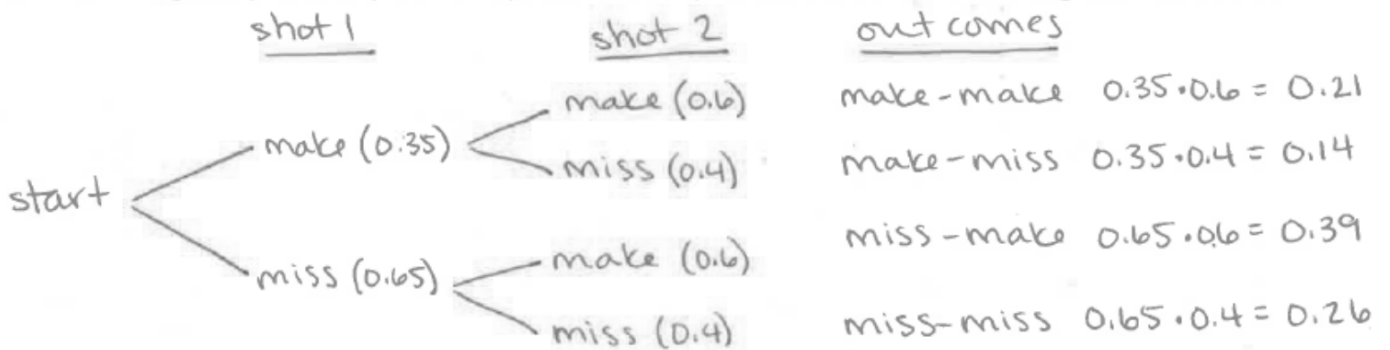 shot 1 shot 2 out comes
make (0.6) make-make 0.35•0.6 = 0.21
make (0.35)
miss (0.4) make-miss 0.35•0.4 = 0.14
start
miss-make 0.65•0.6 = 0.39
make (0.6)
miss (0.65)
miss (0.4) miss-miss 0.65•0.4 = 0.26